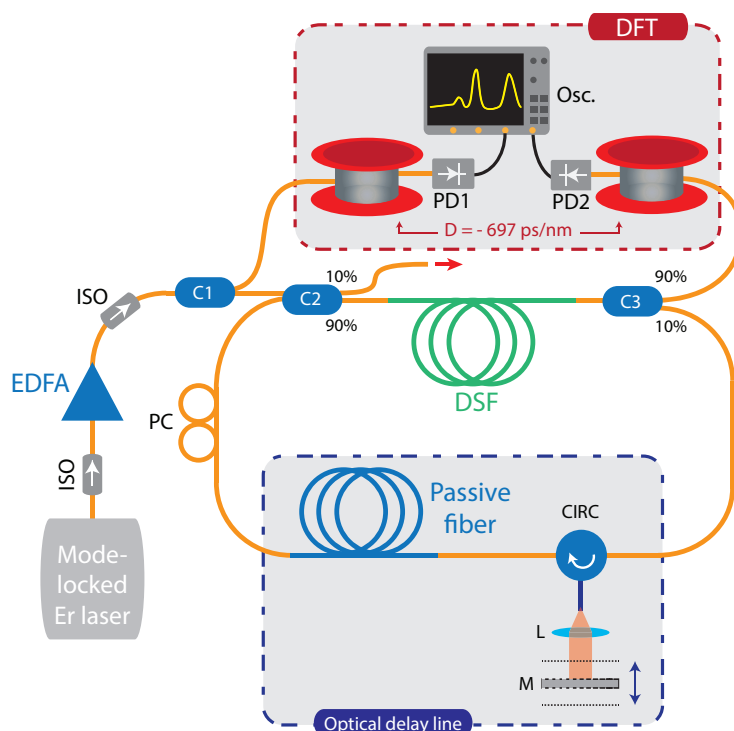 DFT
Osc.
PD1
PD2
D = - 697 ps/nm
10%
90%
ISO
C1
C2
C3
90%
10%
EDFA
DSF
PC
ISO
Passive
fiber
CIRC
Mode-
locked
Er laser
L
M
Optical delay line